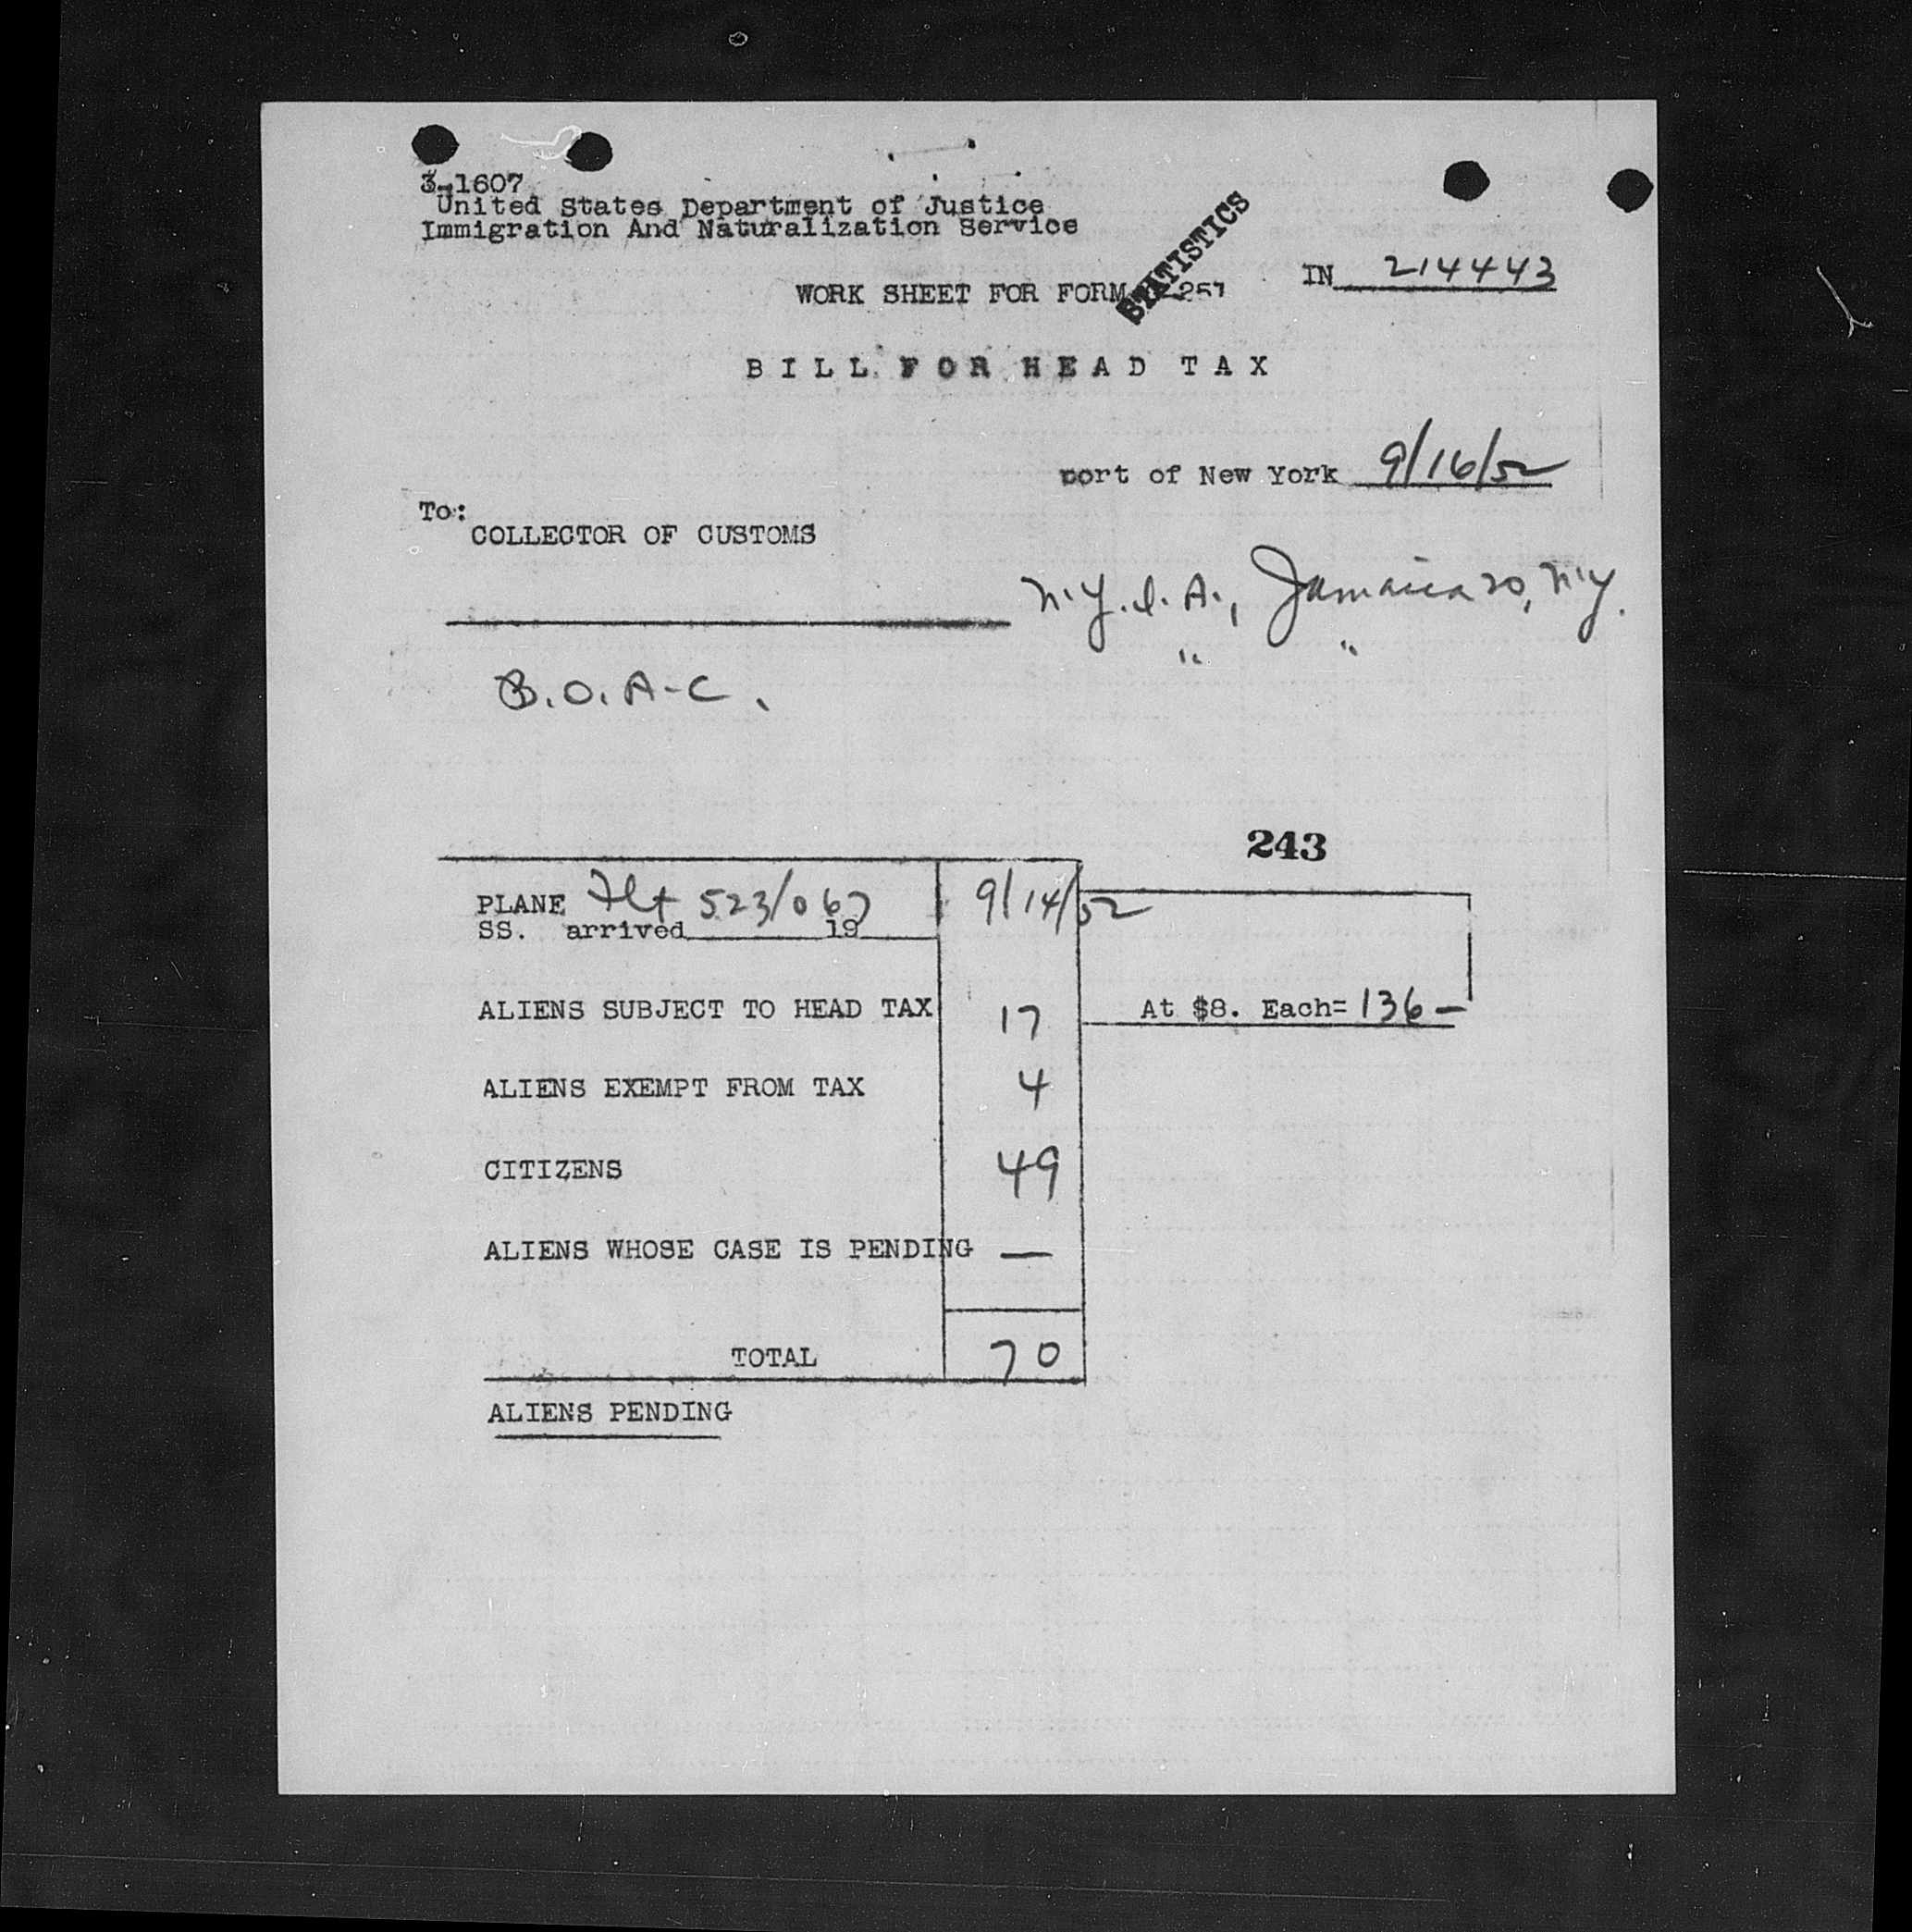 3-1607
United States Department of Justice
Immigration And Naturalization Service
STATISTICS
IN 214443
WORK SHEET FOR FORM 257
BILL FOR HEAD TAX
port of New York 9/16/52
To:
COLLECTOR OF CUSTOMS
N.Y.I.A., Jamaica 20, N.Y.
" "
B.O.A.C.
243
PLANE Flt 523/067 9/14/52
SS. arrived 19
ALIENS SUBJECT TO HEAD TAX 17 At $8. Each= 136 —
ALIENS EXEMPT FROM TAX 4
CITIZENS 49
ALIENS WHOSE CASE IS PENDING —
TOTAL 70
ALIENS PENDING